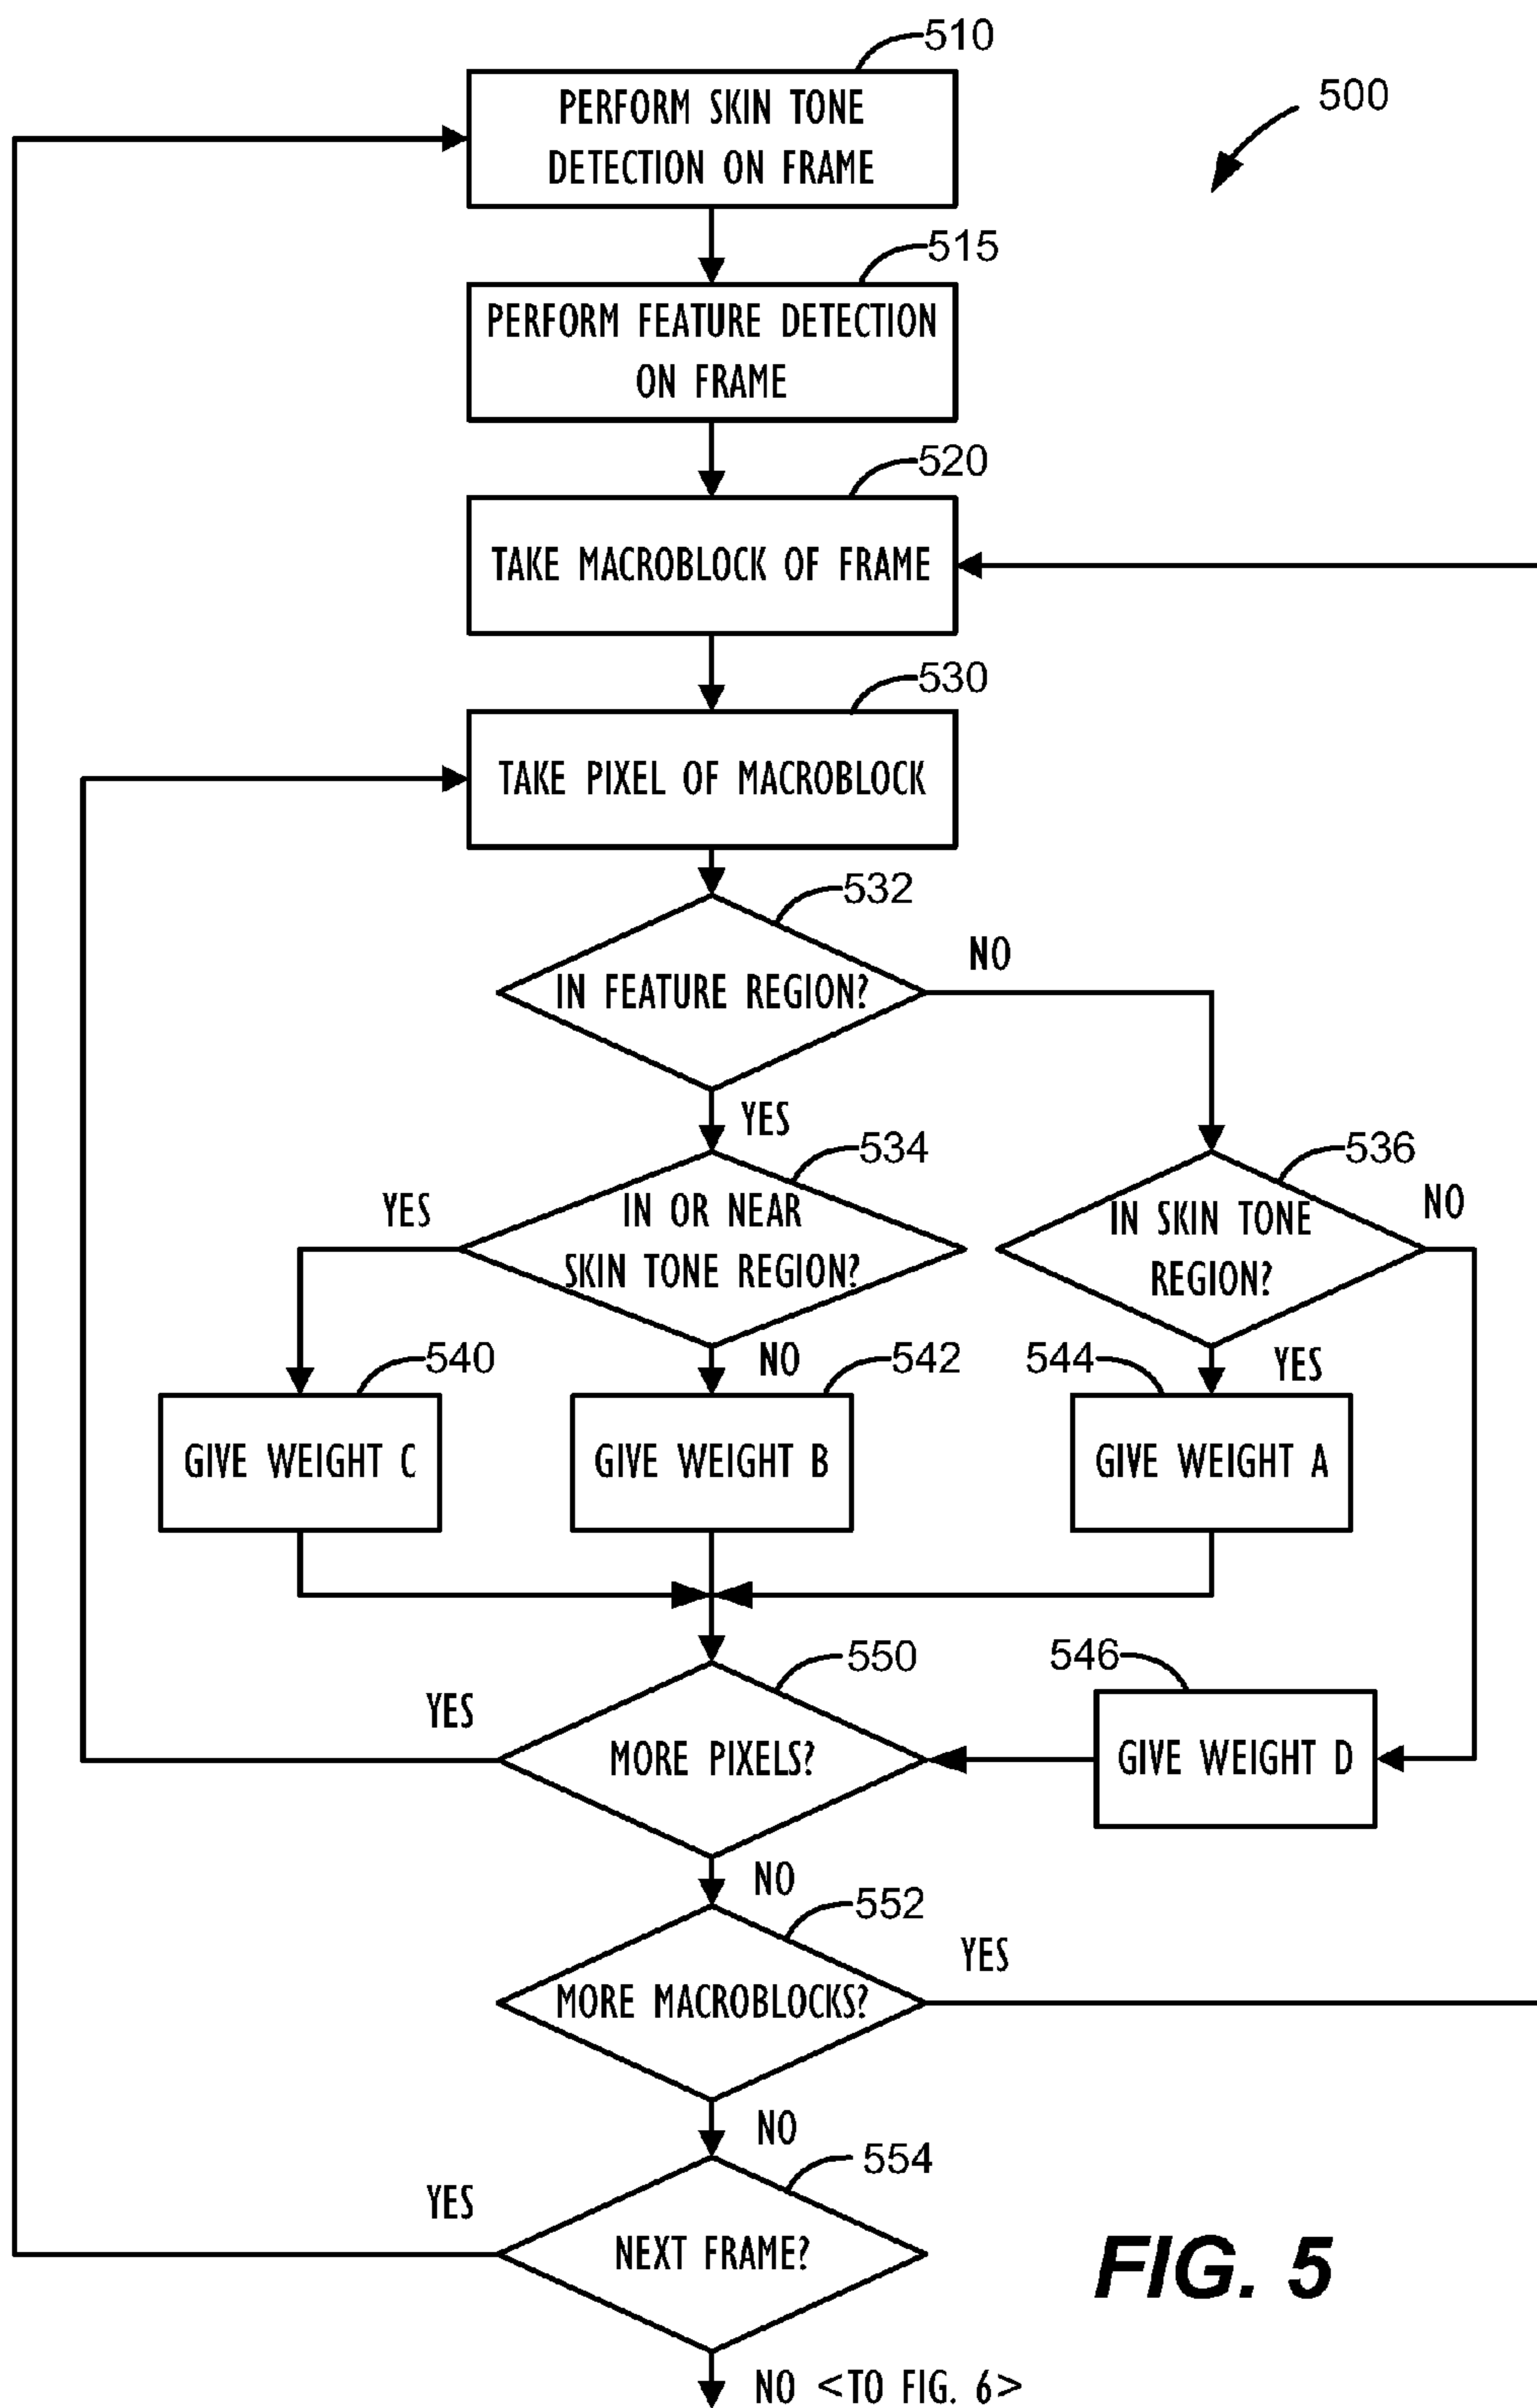 510
PERFORM SKIN TONE
DETECTION ON FRAME
500
515
PERFORM FEATURE DETECTION
ON FRAME
520
TAKE MACROBLOCK OF FRAME
530
TAKE PIXEL OF MACROBLOCK
532
IN FEATURE REGION?
NO
YES
534
IN OR NEAR
SKIN TONE REGION?
YES
536
IN SKIN TONE
REGION?
NO
540
GIVE WEIGHT C
NO
542
GIVE WEIGHT B
544
YES
GIVE WEIGHT A
550
MORE PIXELS?
YES
546
GIVE WEIGHT D
NO
552
MORE MACROBLOCKS?
YES
NO
554
NEXT FRAME?
YES
FIG. 5
NO <TO FIG. 6>